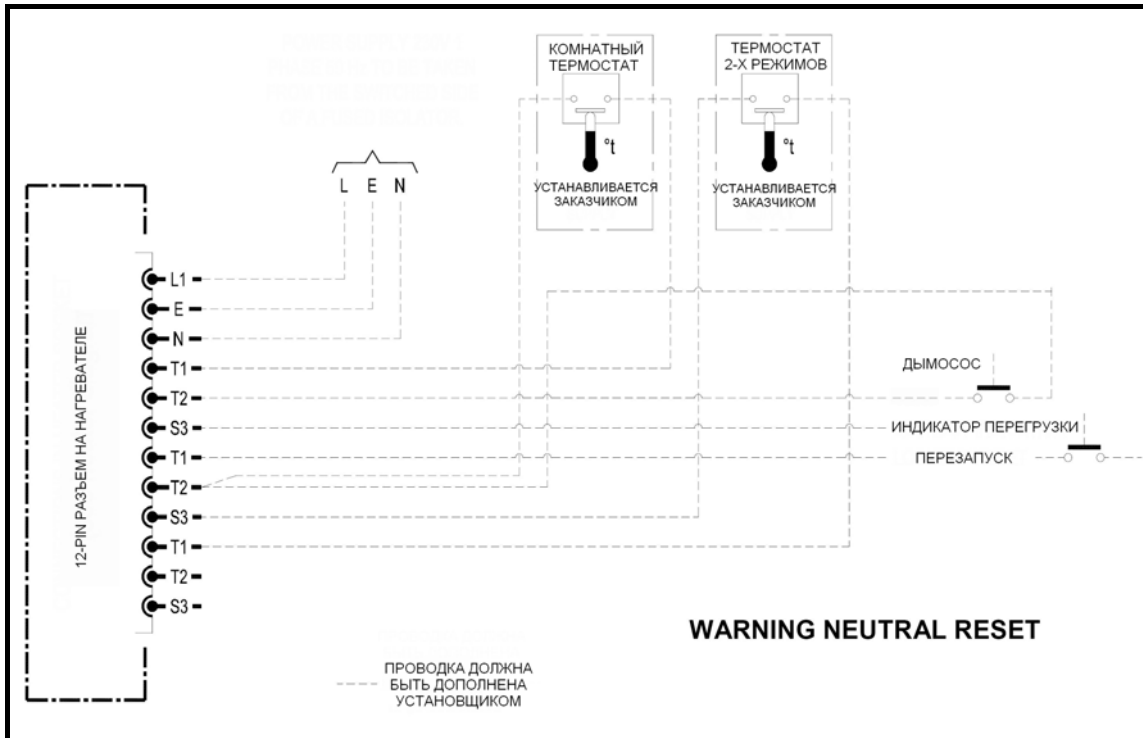 КОМНАТНЫЙ
ТЕРМОСТАТ
ТЕРМОСТАТ
2-Х РЕЖИМОВ
°t
°t
УСТАНАВЛИВАЕТСЯ
ЗАКАЗЧИКОМ
УСТАНАВЛИВАЕТСЯ
ЗАКАЗЧИКОМ
L E N
12-PIN РАЗЪЕМ НА НАГРЕВАТЕЛЕ
L1
E
N
T1
T2
S3
T1
T2
S3
T1
T2
S3
ДЫМОСОС
ИНДИКАТОР ПЕРЕГРУЗКИ
ПЕРЕЗАПУСК
WARNING NEUTRAL RESET
ПРОВОДКА ДОЛЖНА
БЫТЬ ДОПОЛНЕНА
УСТАНОВЩИКОМ